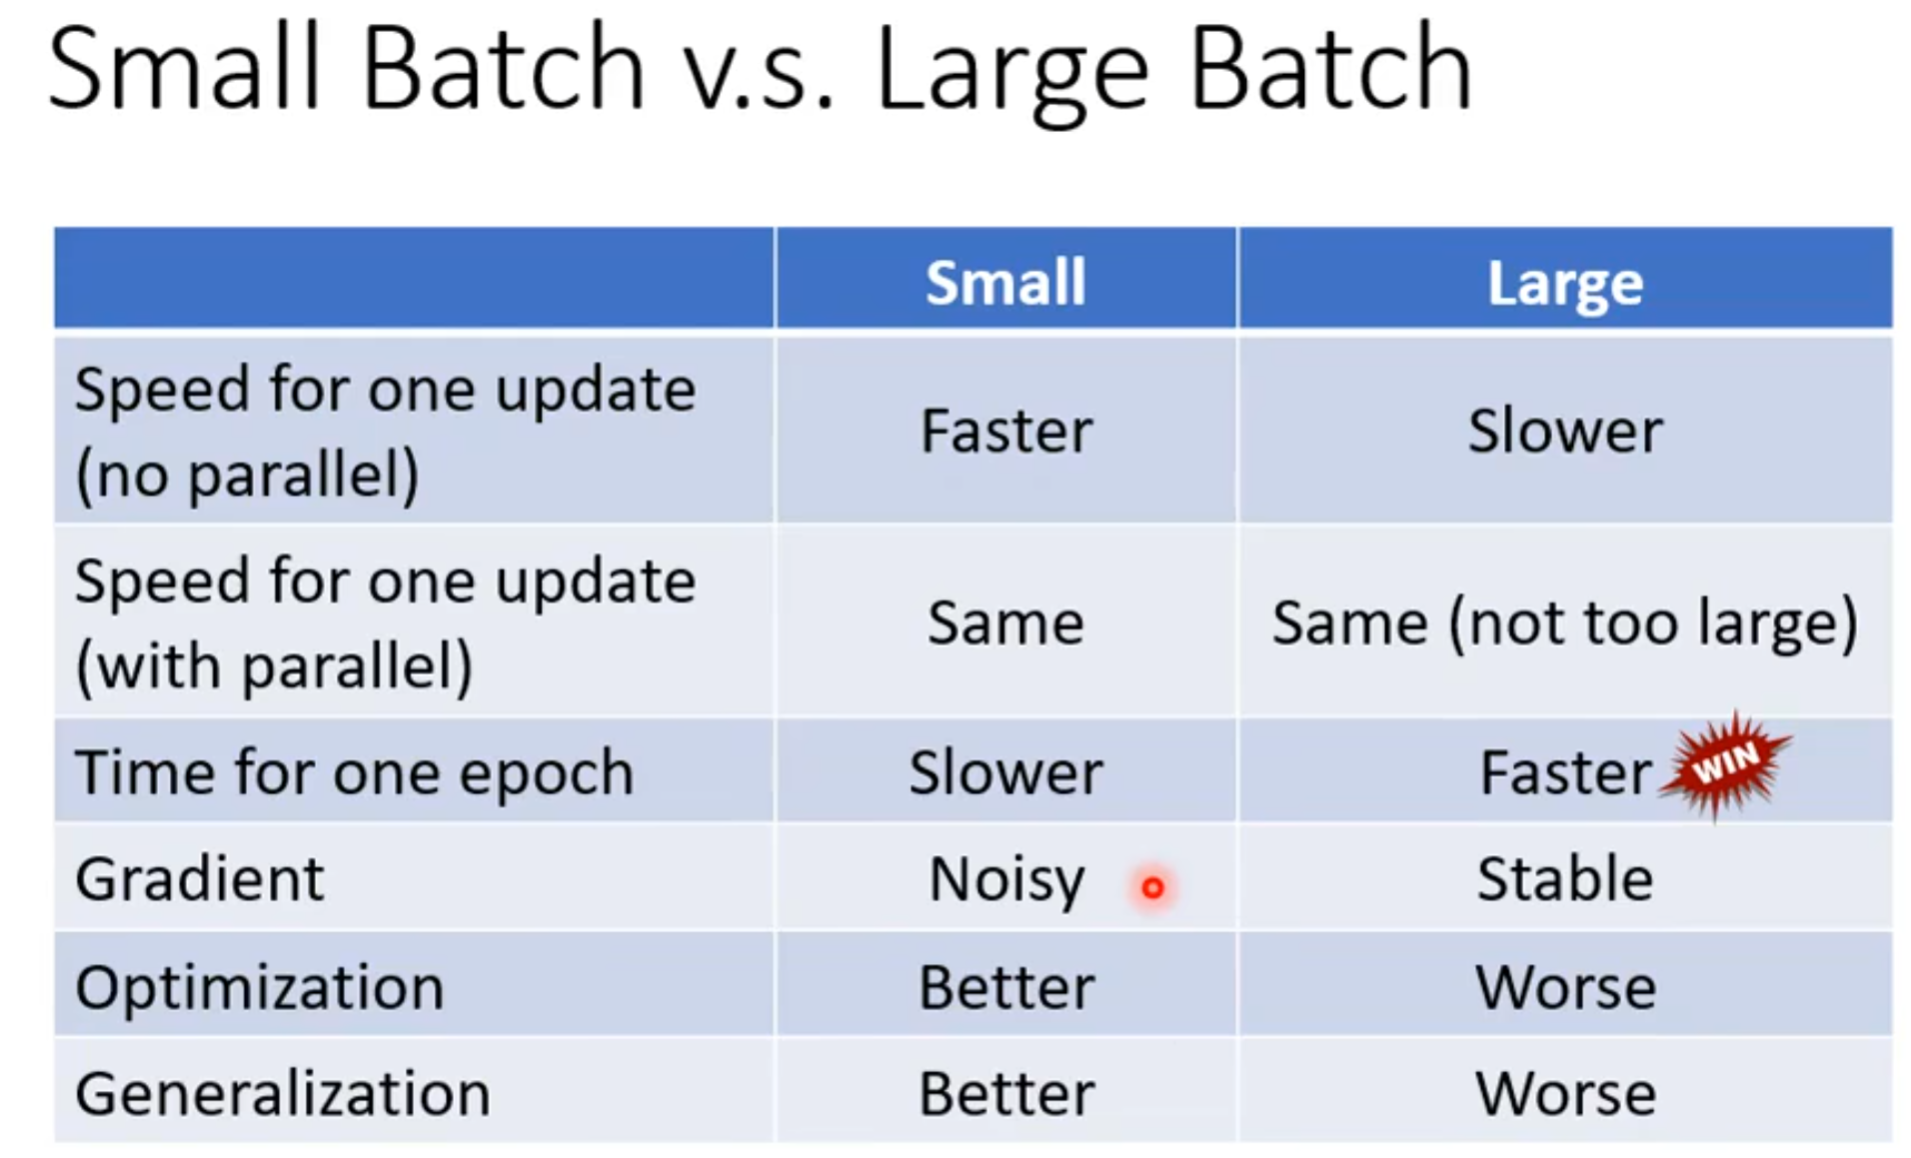 Small Batch v.s. Large Batch
Small Large
Speed for one update
(no parallel)
Faster
Slower
Speed for one update
(with parallel)
Same
Same (not too large)
Time for one epoch
Slower
Faster
WIN
Gradient
Noisy
Stable
Optimization
Better
Worse
Generalization
Better
Worse